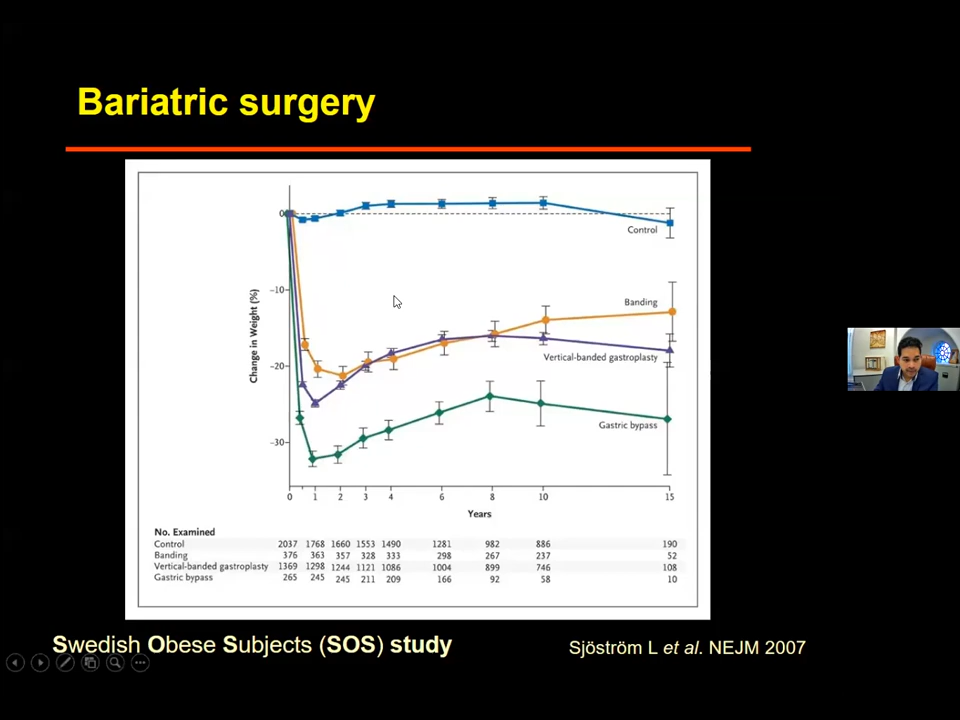 Bariatric surgery
0
-10
-20
-30
Change in Weight (%)
Control
Banding
Vertical-banded gastroplasty
Gastric bypass
0 1 2 3 4 6 8 10 15
Years
No. Examined
Control 2037 1768 1660 1553 1490 1281 982 886 190
Banding 376 363 357 328 333 298 267 237 52
Vertical-banded gastroplasty 1369 1298 1244 1121 1086 1004 899 746 108
Gastric bypass 265 245 245 211 209 166 92 58 10
Swedish Obese Subjects (SOS) study
Sjöström L et al. NEJM 2007